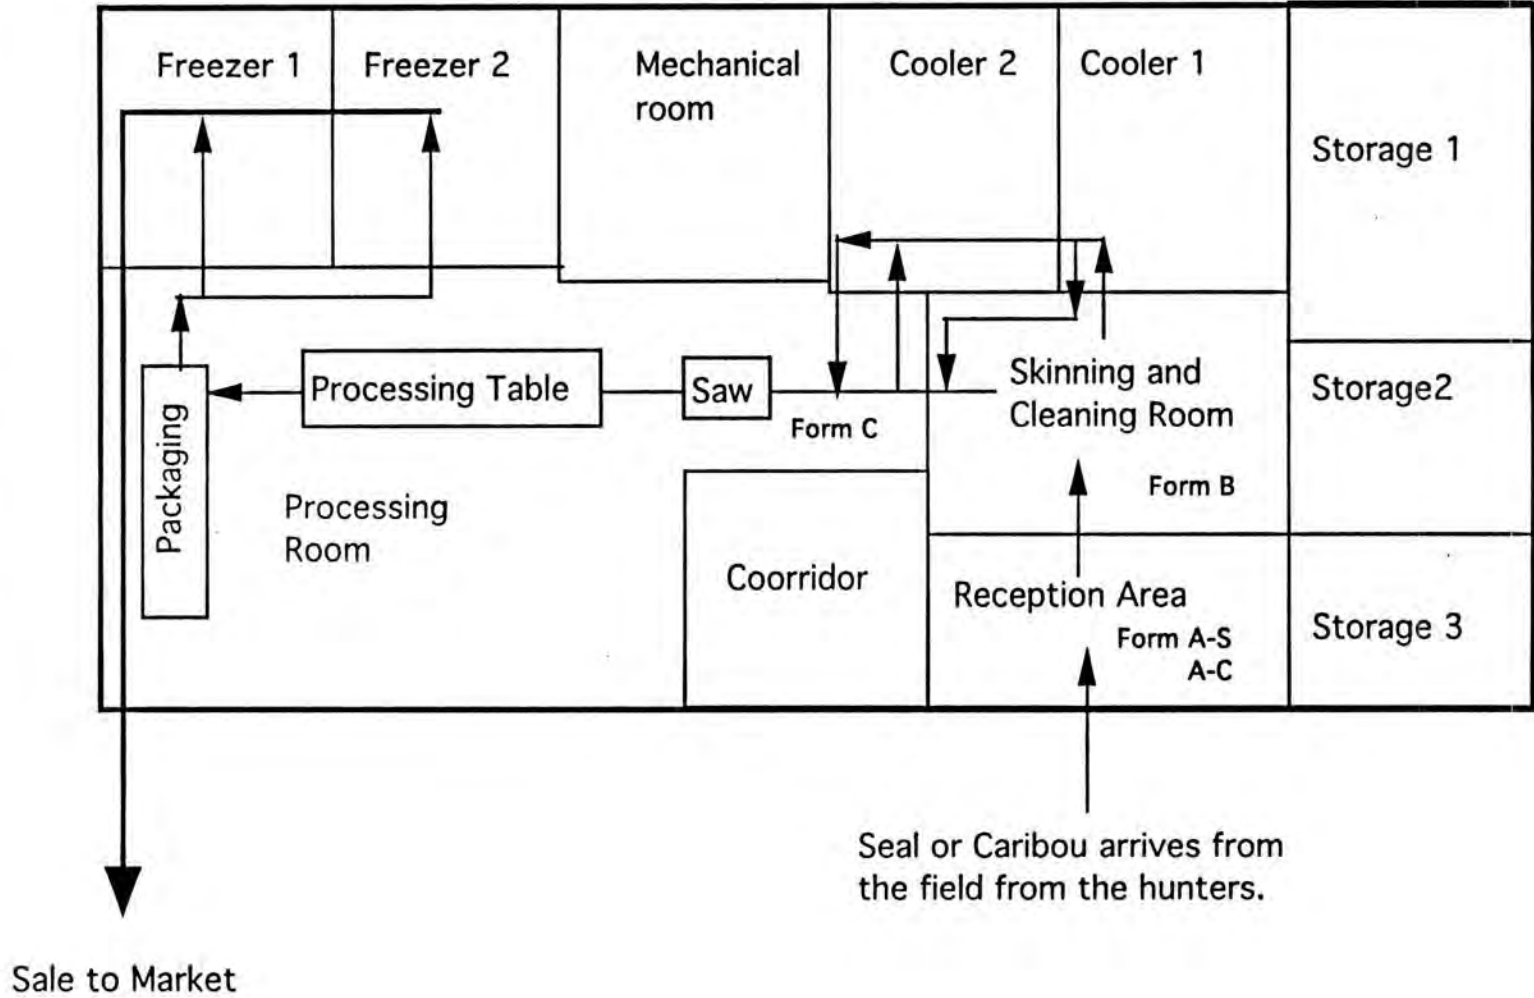 Freezer 1
Freezer 2
Mechanical
room
Cooler 2
Cooler 1
Storage 1
Processing Table
Saw
Form C
Skinning and
Cleaning Room
Form B
Storage2
Packaging
Processing
Room
Coorridor
Reception Area
Form A-S
A-C
Storage 3
Seal or Caribou arrives from
the field from the hunters.
Sale to Market